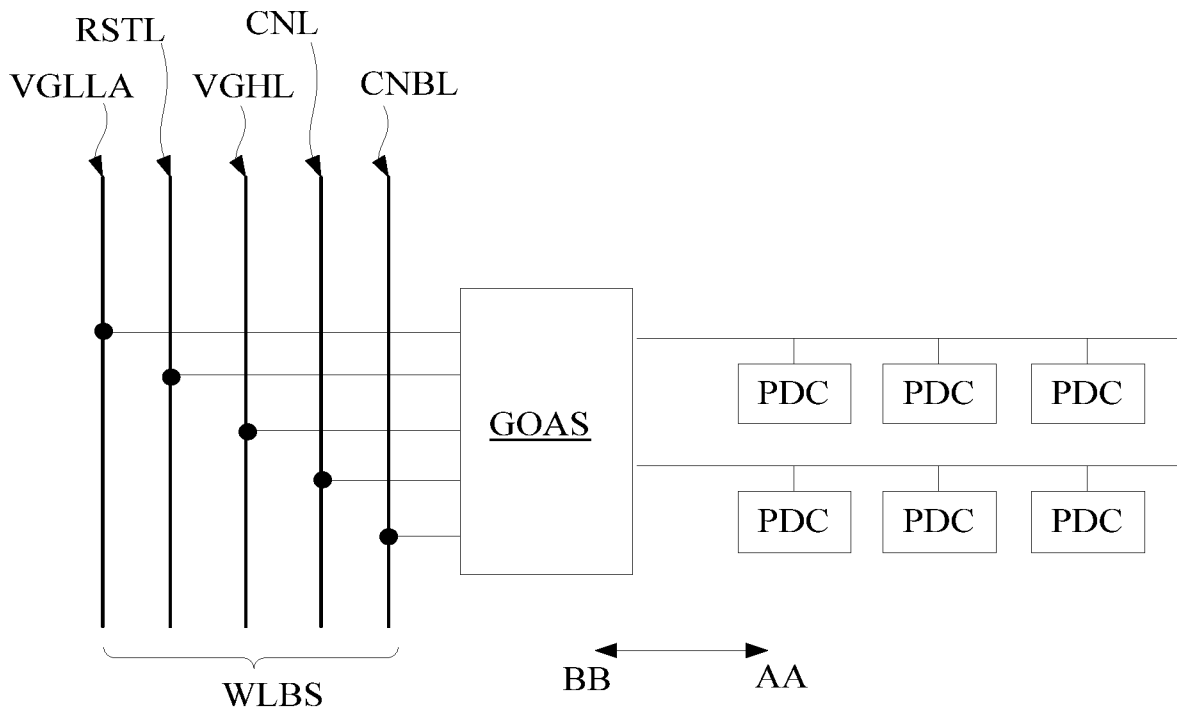 RSTL
CNL
VGLLA
VGHL
CNBL
GOAS
PDC PDC PDC
PDC PDC PDC
BB AA
WLBS